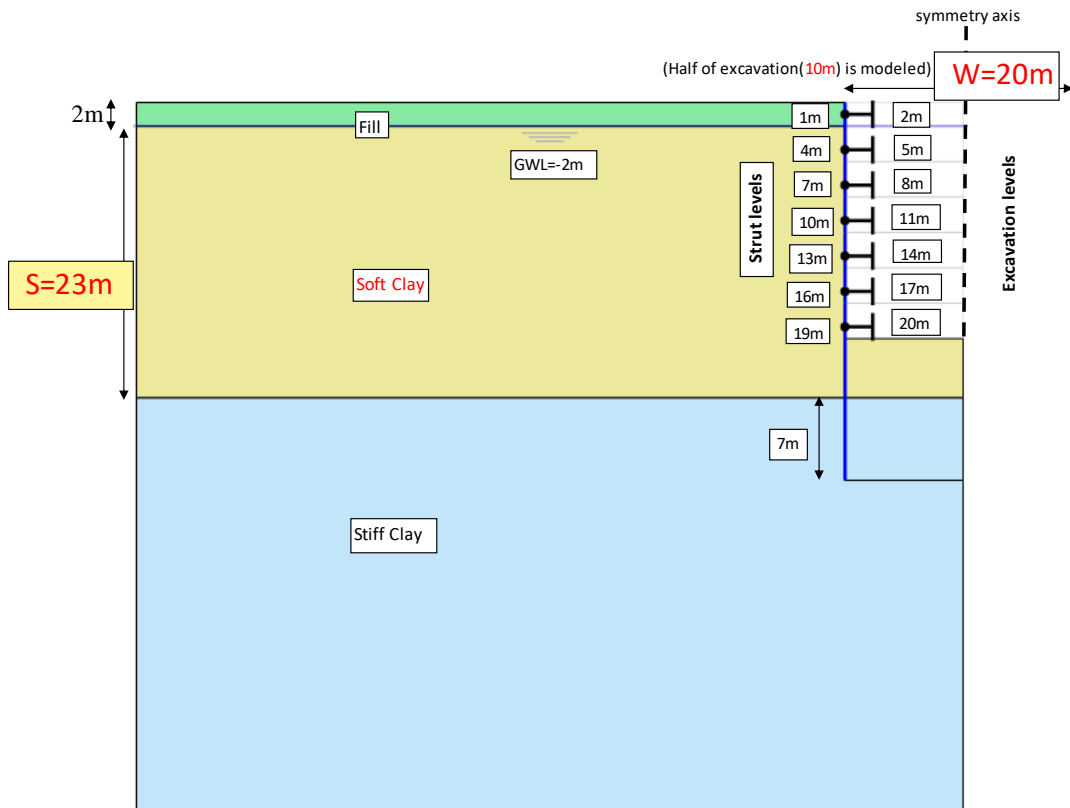 symmetry axis
(Half of excavation(10m) is modeled)
W=20m
2m
Fill
1m
2m
GWL=-2m
4m
5m
7m
8m
10m
11m
13m
14m
16m
17m
19m
20m
Strut levels
Excavation levels
S=23m
Soft Clay
7m
Stiff Clay